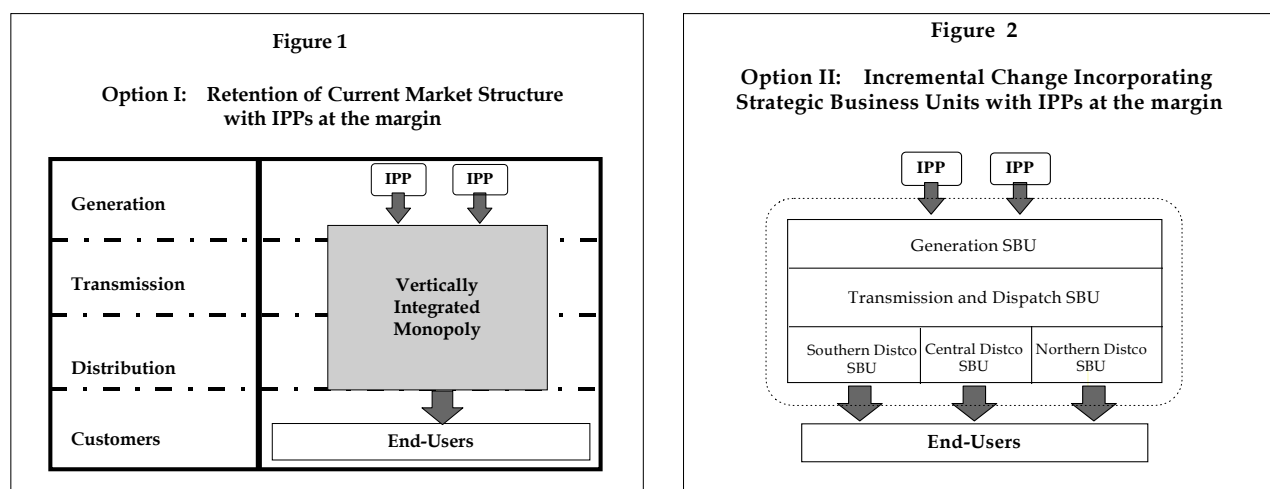 Figure 1
Option I: Retention of Current Market Structure
with IPPs at the margin
Generation
Transmission
Distribution
Customers
IPP IPP
Vertically
Integrated
Monopoly
End-Users
Figure 2
Option II: Incremental Change Incorporating
Strategic Business Units with IPPs at the margin
IPP IPP
Generation SBU
Transmission and Dispatch SBU
Southern Distco
SBU
Central Distco
SBU
Northern Distco
SBU
End-Users